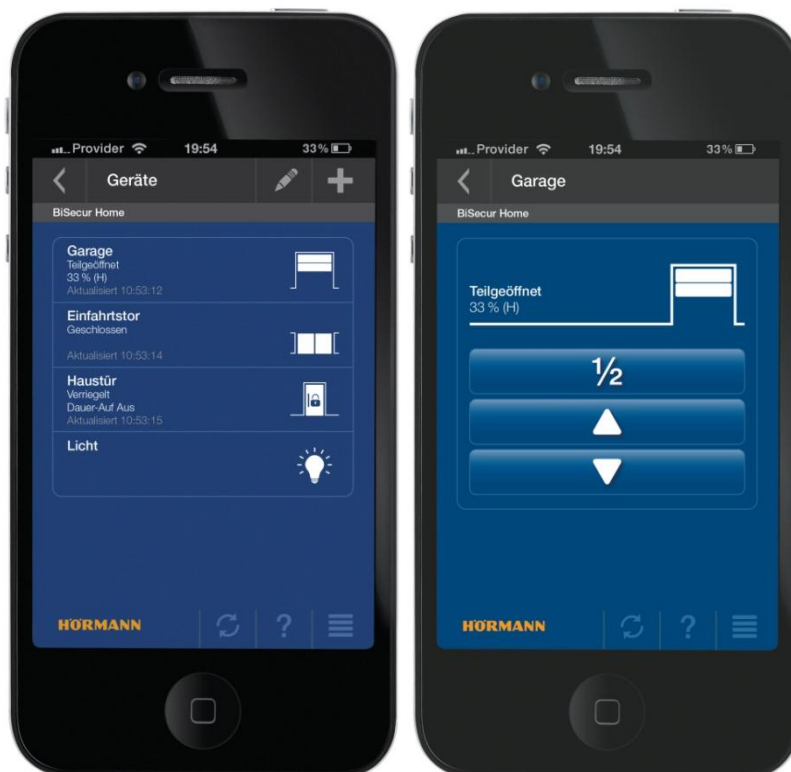 Provider 19:54 33%
Geräte
BiSecur Home
Garage
Teilgeöffnet
33 % (H)
Aktualisiert 10:53:12
Einfahrtstor
Geschlossen
Aktualisiert 10:53:14
Haustür
Verriegelt
Dauer-Auf Aus
Aktualisiert 10:53:15
Licht
HÖRMANN
?
Provider 19:54 33%
Garage
BiSecur Home
Teilgeöffnet
33 % (H)
½
HÖRMANN
?